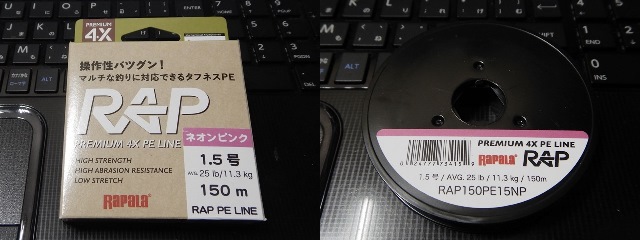 PREMIUM
4X
操作性バツグン!
マルチな釣りに対応できるタフネスPE
RAP
ネオンピンク
PREMIUM 4X PE LINE
HIGH STRENGTH
HIGH ABRASION RESISTANCE
LOW STRETCH
1.5 号
AVG. 25 lb / 11.3 kg
150 m
Rapala
RAP PE LINE
ALT
PREMIUM 4X PE LINE
Rapala RAP
1.5 号 / AVG. 25 lb / 11.3 kg / 150m
RAP150PE15NP
ALT
INS